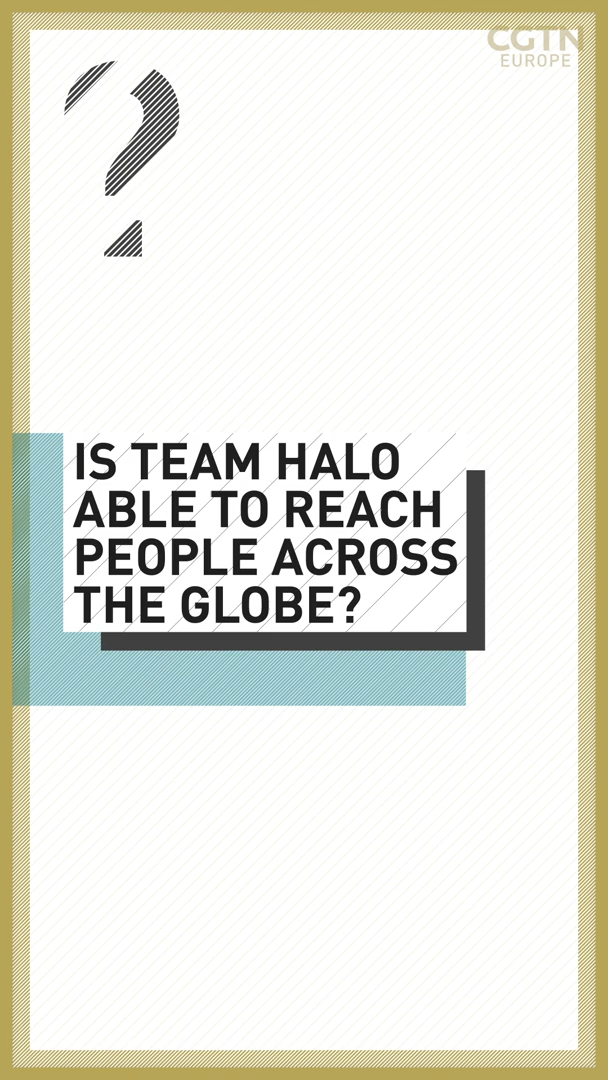 CGTN
EUROPE
?
IS TEAM HALO
ABLE TO REACH
PEOPLE ACROSS
THE GLOBE?